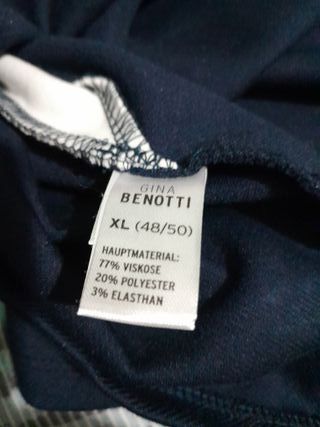 GINA
BENOTTI
XL (48/50)
HAUPTMATERIAL:
77% VISKOSE
20% POLYESTER
3% ELASTHAN